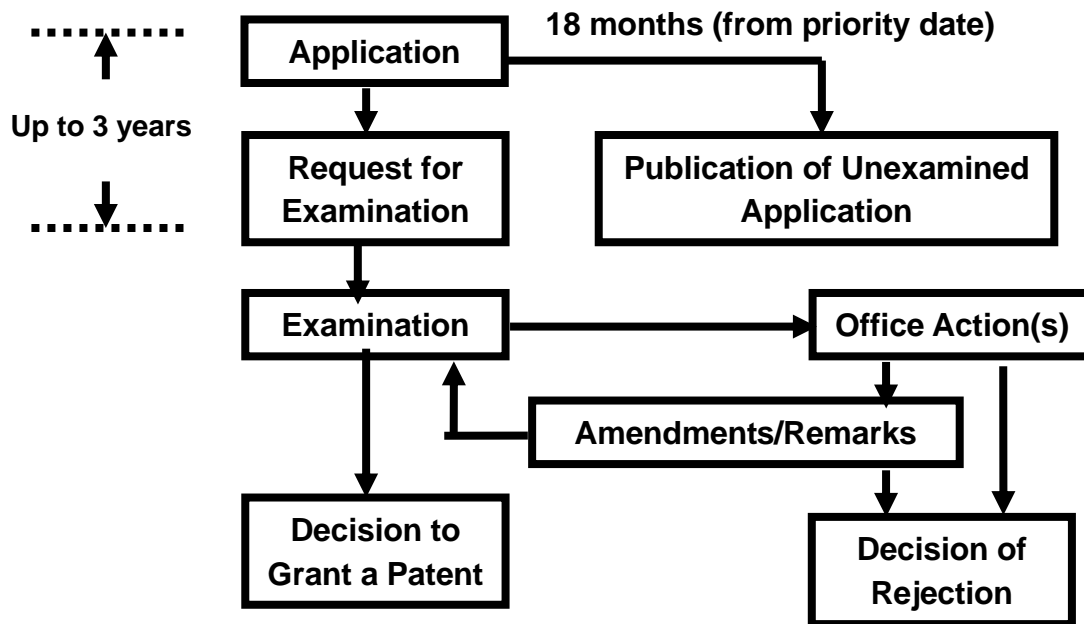 18 months (from priority date)
Application
Up to 3 years
Request for
Examination
Publication of Unexamined
Application
Examination
Office Action(s)
Amendments/Remarks
Decision to
Grant a Patent
Decision of
Rejection